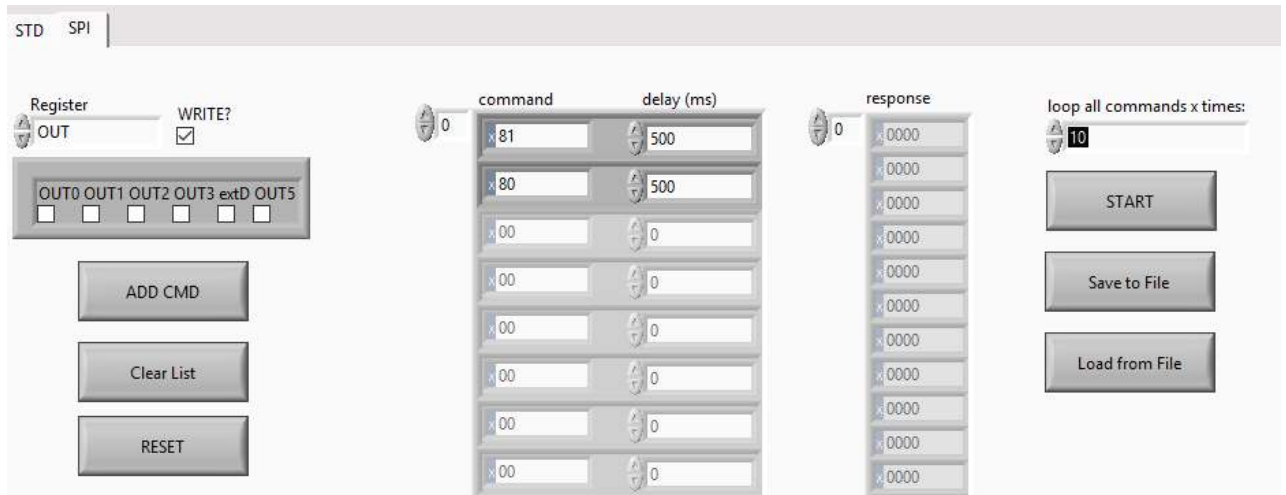 STD SPI
Register WRITE?
OUT
OUT0 OUT1 OUT2 OUT3 extD OUT5
ADD CMD
Clear List
RESET
command delay (ms)
0
x 81 500
x 80 500
x 00 0
x 00 0
x 00 0
x 00 0
x 00 0
x 00 0
response
0
x 0000
x 0000
x 0000
x 0000
x 0000
x 0000
x 0000
x 0000
x 0000
x 0000
x 0000
loop all commands x times:
10
START
Save to File
Load from File